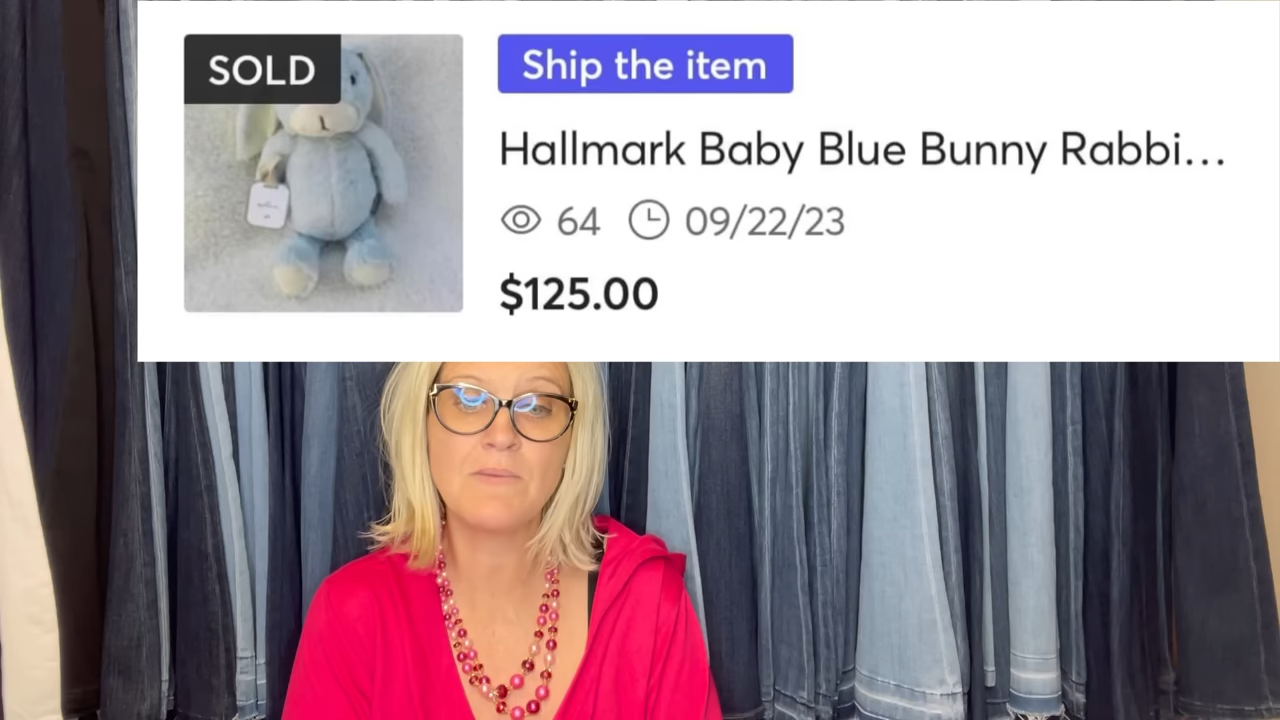 SOLD
Ship the item
Hallmark Baby Blue Bunny Rabbi...
64 09/22/23
$125.00